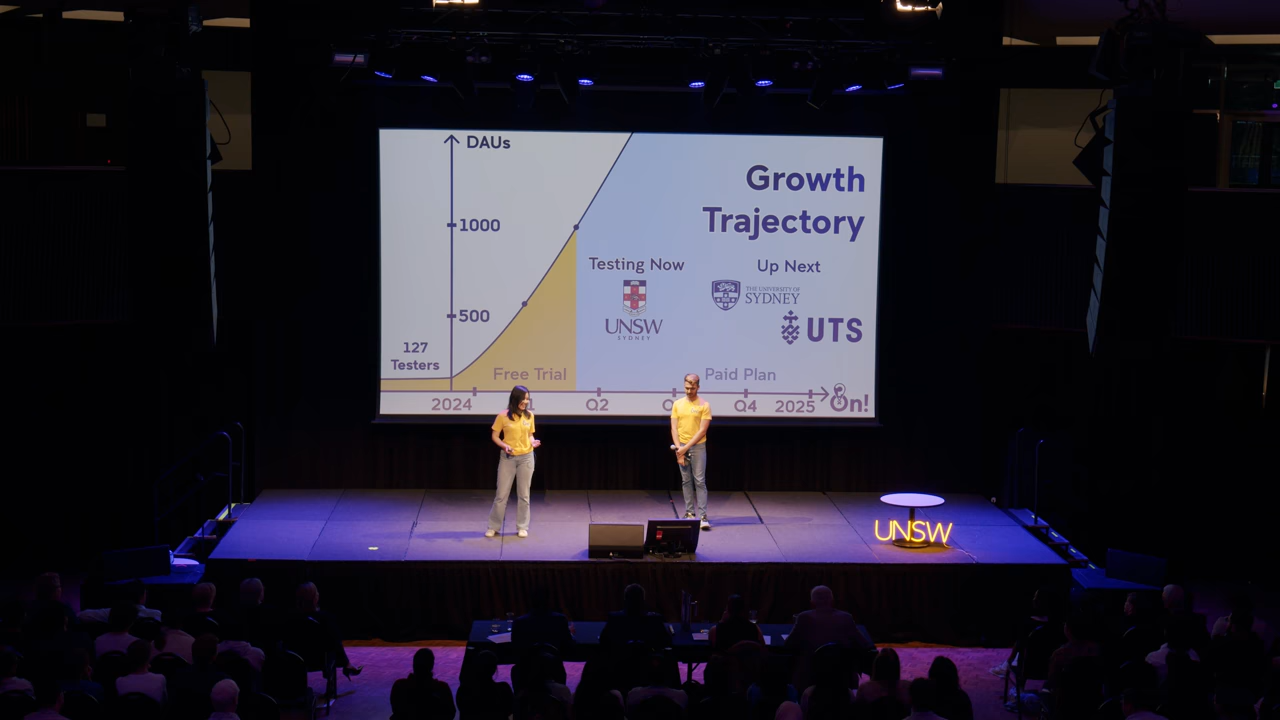 DAUs
Growth
Trajectory
1000
Testing Now
Up Next
UNSW
SYDNEY
THE UNIVERSITY OF
SYDNEY
500
UTS
127
Testers
Free Trial
Paid Plan
2024
Q2
Q4
2025
On!
UNSW